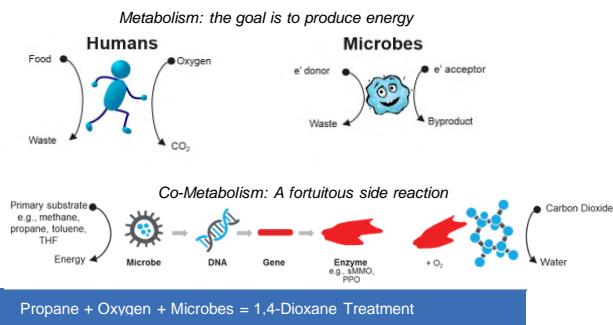 Metabolism: the goal is to produce energy
Humans
Microbes
Food
Oxygen
Waste
CO₂
e' donor
e' acceptor
Waste
Byproduct
Co-Metabolism: A fortuitous side reaction
Primary substrate
e.g., methane,
propane, toluene,
THF
Energy
Microbe
DNA
Gene
Enzyme
e.g., sMMO,
PPO
+ O₂
Carbon Dioxide
Water
Propane + Oxygen + Microbes = 1,4-Dioxane Treatment